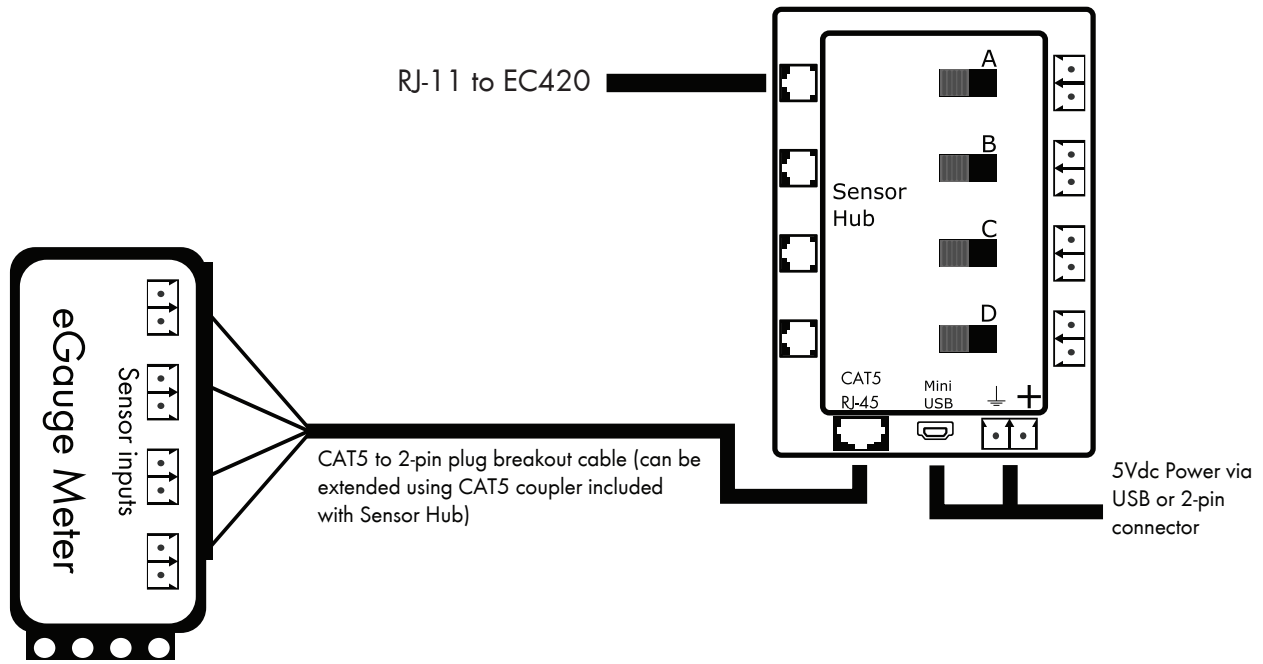 RJ-11 to EC420
A
B
Sensor
Hub
C
D
CAT5
RJ-45
Mini
USB
+
eGauge Meter
Sensor inputs
CAT5 to 2-pin plug breakout cable (can be
extended using CAT5 coupler included
with Sensor Hub)
5Vdc Power via
USB or 2-pin
connector